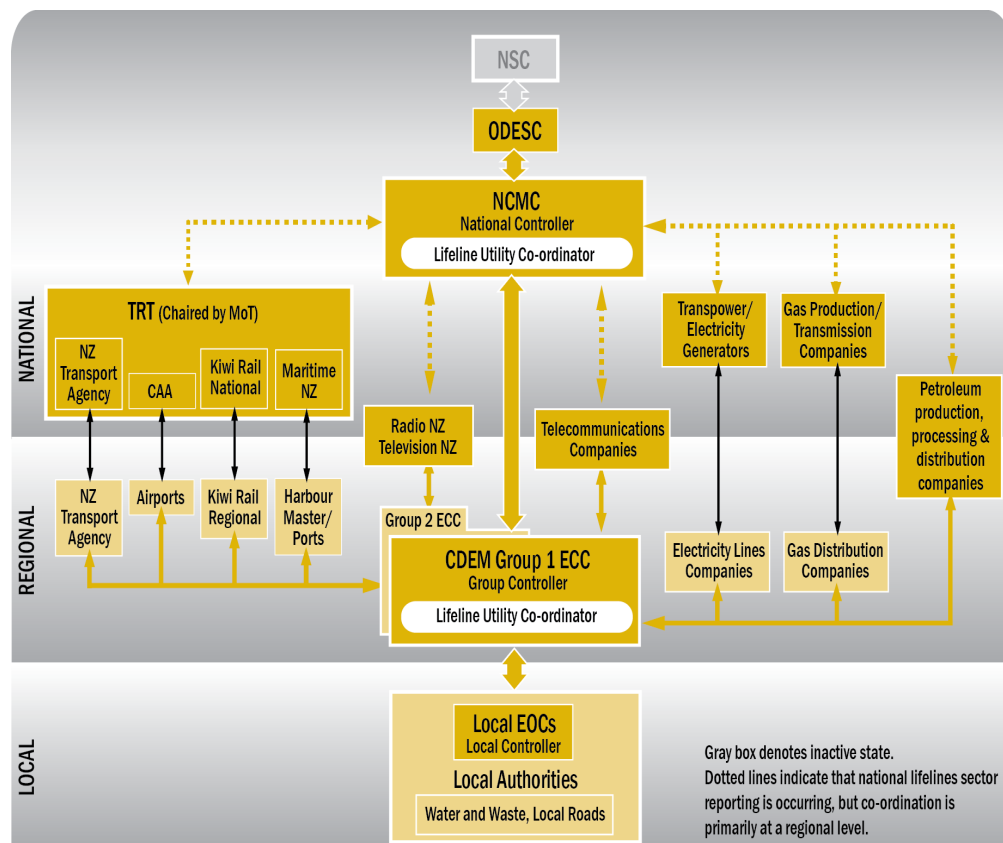 NSC
ODESC
NCMC
National Controller
Lifeline Utility Co-ordinator
NATIONAL
TRT (Chaired by MoT)
NZ
Transport
Agency
CAA
Kiwi Rail
National
Maritime
NZ
Transpower/
Electricity
Generators
Gas Production/
Transmission
Companies
Petroleum
production,
processing &
distribution
companies
Radio NZ
Television NZ
Telecommunications
Companies
REGIONAL
NZ
Transport
Agency
Airports
Kiwi Rail
Regional
Harbour
Master/
Ports
Group 2 ECC
CDEM Group 1 ECC
Group Controller
Lifeline Utility Co-ordinator
Electricity Lines
Companies
Gas Distribution
Companies
LOCAL
Local EOCs
Local Controller
Local Authorities
Water and Waste, Local Roads
Gray box denotes inactive state.
Dotted lines indicate that national lifelines sector
reporting is occurring, but co-ordination is
primarily at a regional level.